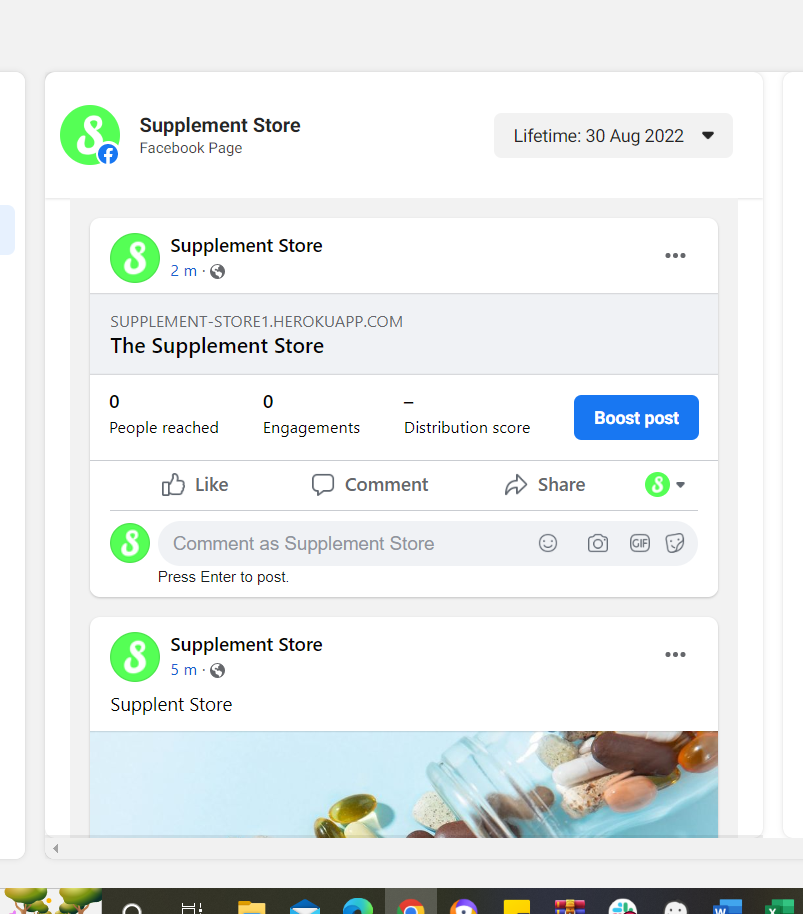 Supplement Store
Facebook Page
Lifetime: 30 Aug 2022
Supplement Store
2 m ·
SUPPLEMENT-STORE1.HEROKUAPP.COM
The Supplement Store
0 0 –
People reached Engagements Distribution score Boost post
Like Comment Share
Comment as Supplement Store GIF
Press Enter to post.
Supplement Store
5 m ·
Supplent Store